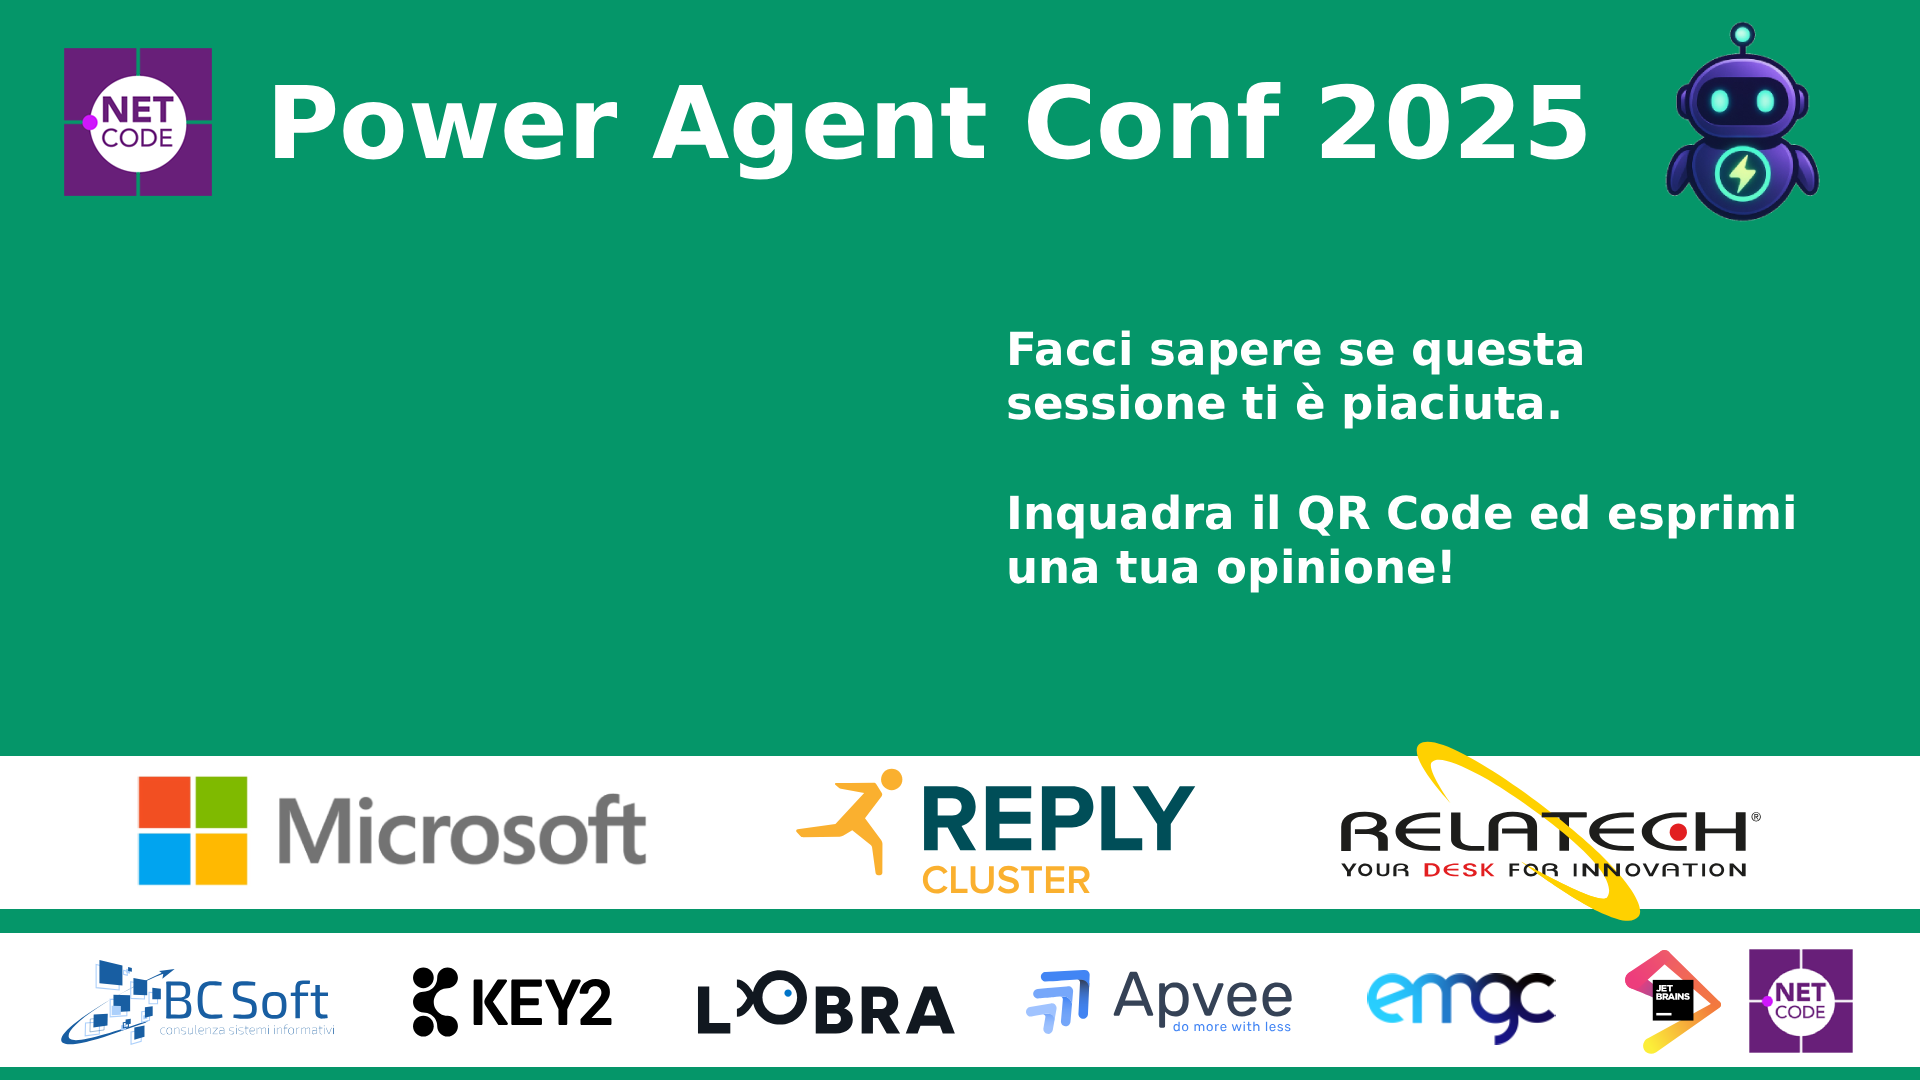 NET
CODE
Power Agent Conf 2025
Facci sapere se questa
sessione ti è piaciuta.
Inquadra il QR Code ed esprimi
una tua opinione!
Microsoft
REPLY
CLUSTER
RELATECH®
YOUR DESK FOR INNOVATION
BC Soft
consulenza sistemi informativi
KEY2
LOBRA
Apvee
do more with less
emgc
JET
BRAINS
NET
CODE